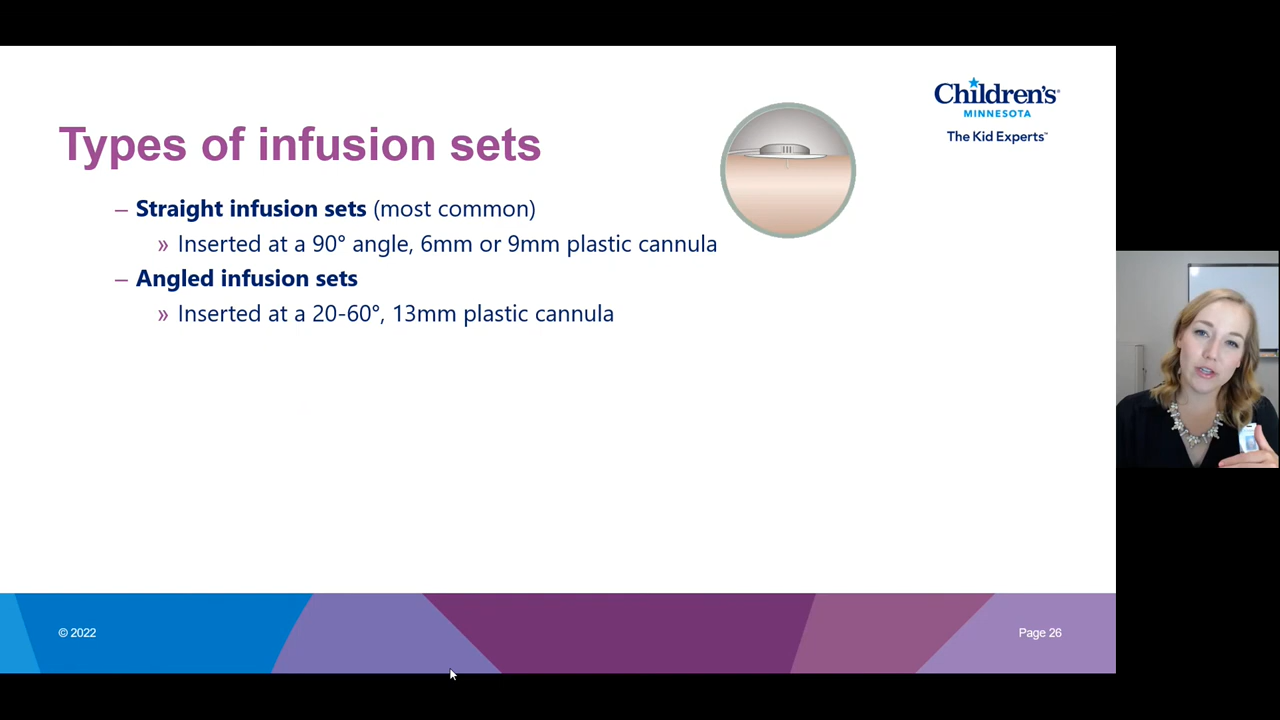 Children's
MINNESOTA
The Kid Experts™
Types of infusion sets
– Straight infusion sets (most common)
» Inserted at a 90° angle, 6mm or 9mm plastic cannula
– Angled infusion sets
» Inserted at a 20-60°, 13mm plastic cannula
© 2022
Page 26